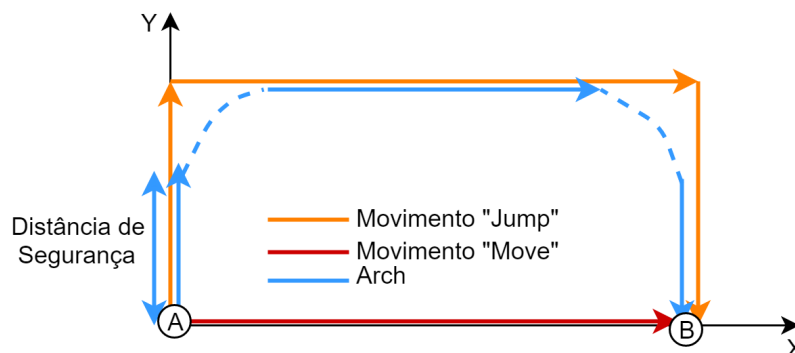 Y
Distância de
Segurança
Movimento "Jump"
Movimento "Move"
Arch
A
B
X